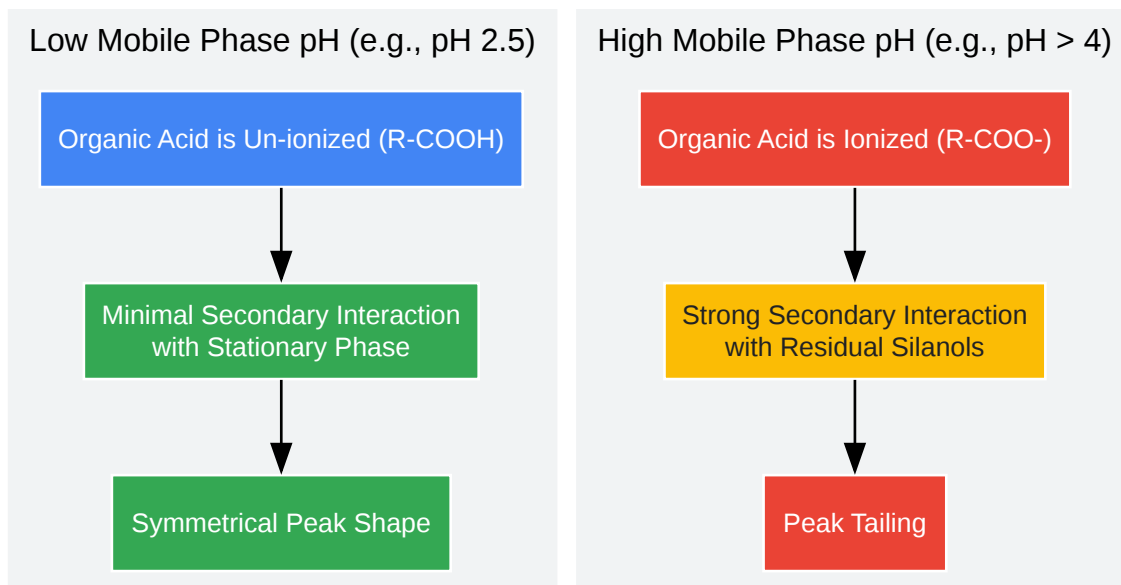 Low Mobile Phase pH (e.g., pH 2.5)
Organic Acid is Un-ionized (R-COOH)
Minimal Secondary Interaction
with Stationary Phase
Symmetrical Peak Shape
High Mobile Phase pH (e.g., pH > 4)
Organic Acid is Ionized (R-COO-)
Strong Secondary Interaction
with Residual Silanols
Peak Tailing